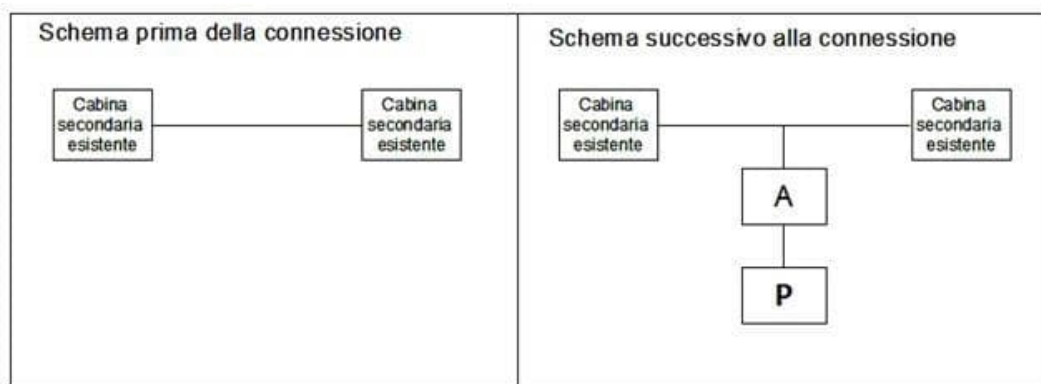 Schema prima della connessione
Cabina
secondaria
esistente
Cabina
secondaria
esistente
Schema successivo alla connessione
Cabina
secondaria
esistente
Cabina
secondaria
esistente
A
P